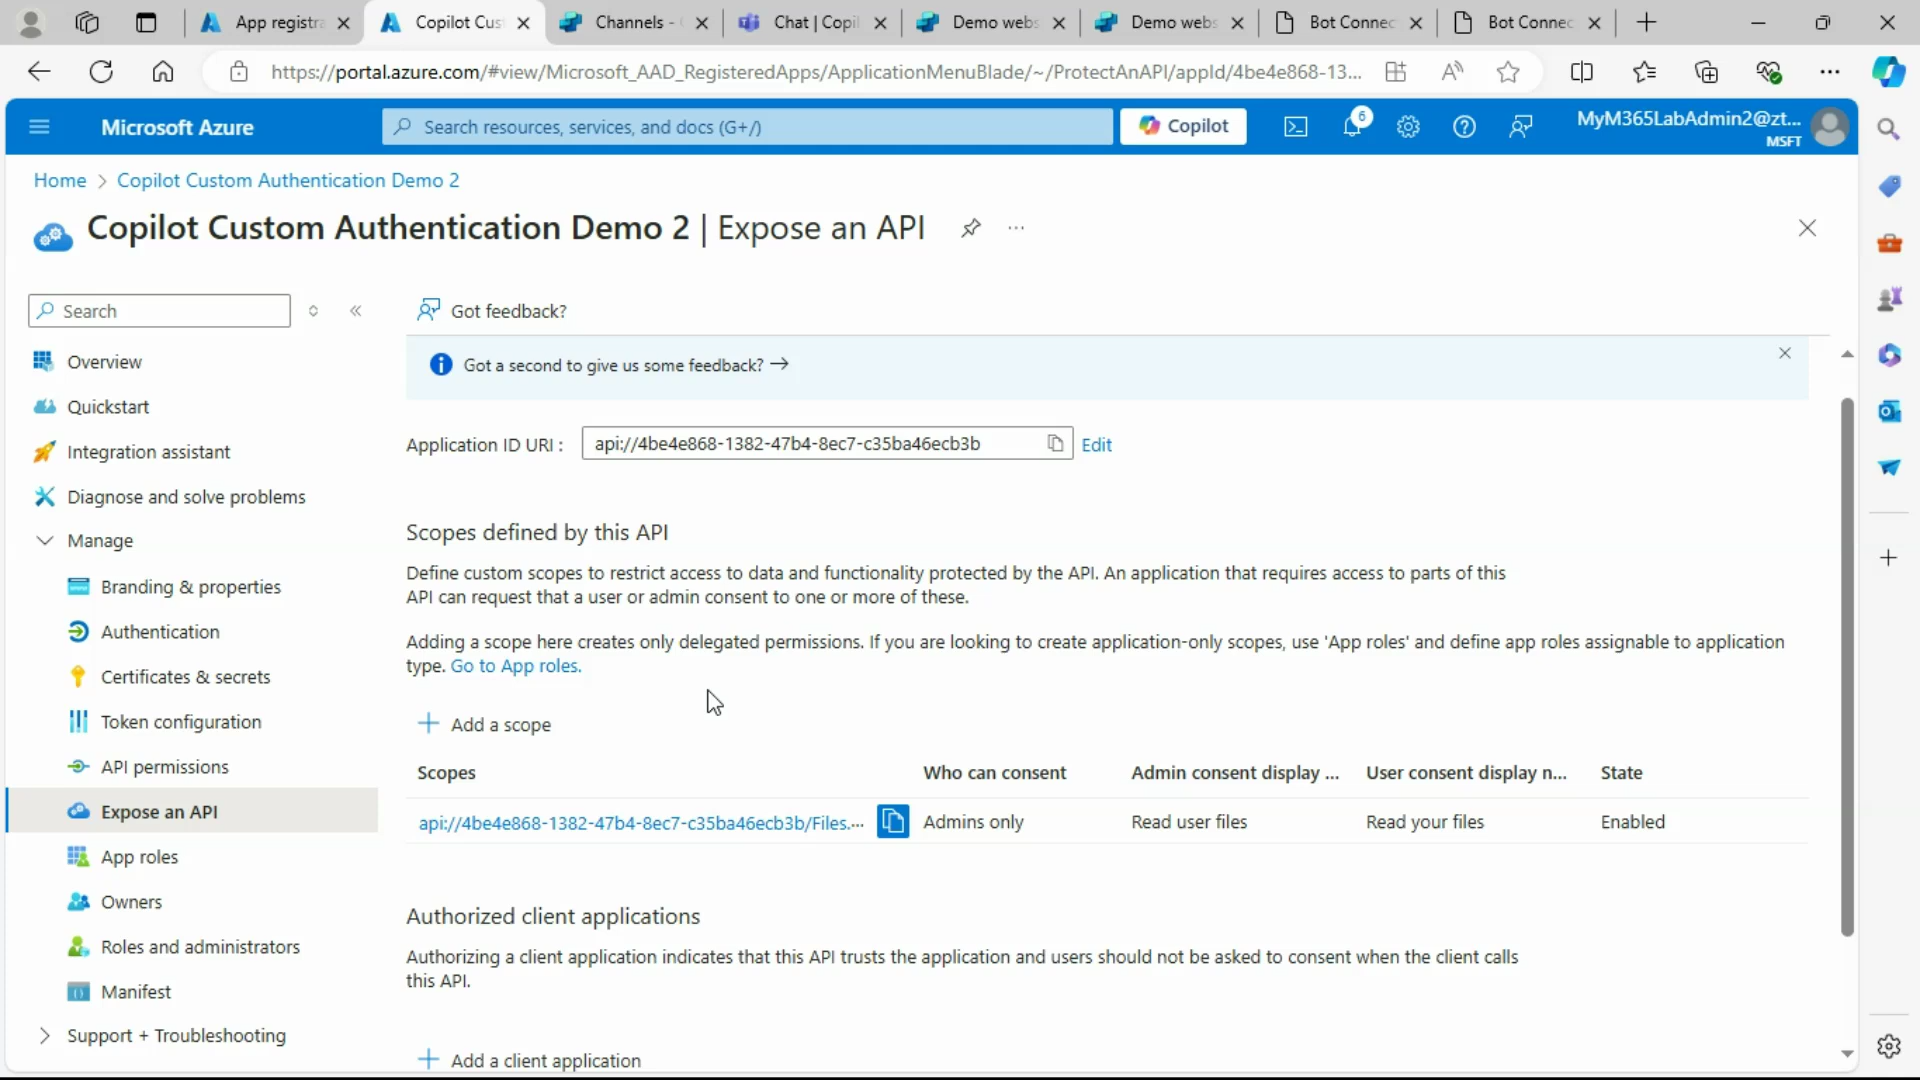 App registra
Copilot Cus
Channels -
Chat | Copil
Demo webs
Demo webs
Bot Connec
Bot Connec
https://portal.azure.com/#view/Microsoft_AAD_RegisteredApps/ApplicationMenuBlade/~/ProtectAnAPI/appId/4be4e868-13...
Microsoft Azure
Search resources, services, and docs (G+/)
Copilot
6
MyM365LabAdmin2@zt...
MSFT
Home > Copilot Custom Authentication Demo 2
Copilot Custom Authentication Demo 2 | Expose an API
Search
Got feedback?
Overview
Quickstart
Integration assistant
Diagnose and solve problems
Manage
Branding & properties
Authentication
Certificates & secrets
Token configuration
API permissions
Expose an API
App roles
Owners
Roles and administrators
Manifest
Support + Troubleshooting
Got a second to give us some feedback? →
Application ID URI : api://4be4e868-1382-47b4-8ec7-c35ba46ecb3b Edit
Scopes defined by this API
Define custom scopes to restrict access to data and functionality protected by the API. An application that requires access to parts of this
API can request that a user or admin consent to one or more of these.
Adding a scope here creates only delegated permissions. If you are looking to create application-only scopes, use 'App roles' and define app roles assignable to application
type. Go to App roles.
Add a scope
Scopes Who can consent Admin consent display ... User consent display n... State
api://4be4e868-1382-47b4-8ec7-c35ba46ecb3b/Files.... Admins only Read user files Read your files Enabled
Authorized client applications
Authorizing a client application indicates that this API trusts the application and users should not be asked to consent when the client calls
this API.
Add a client application